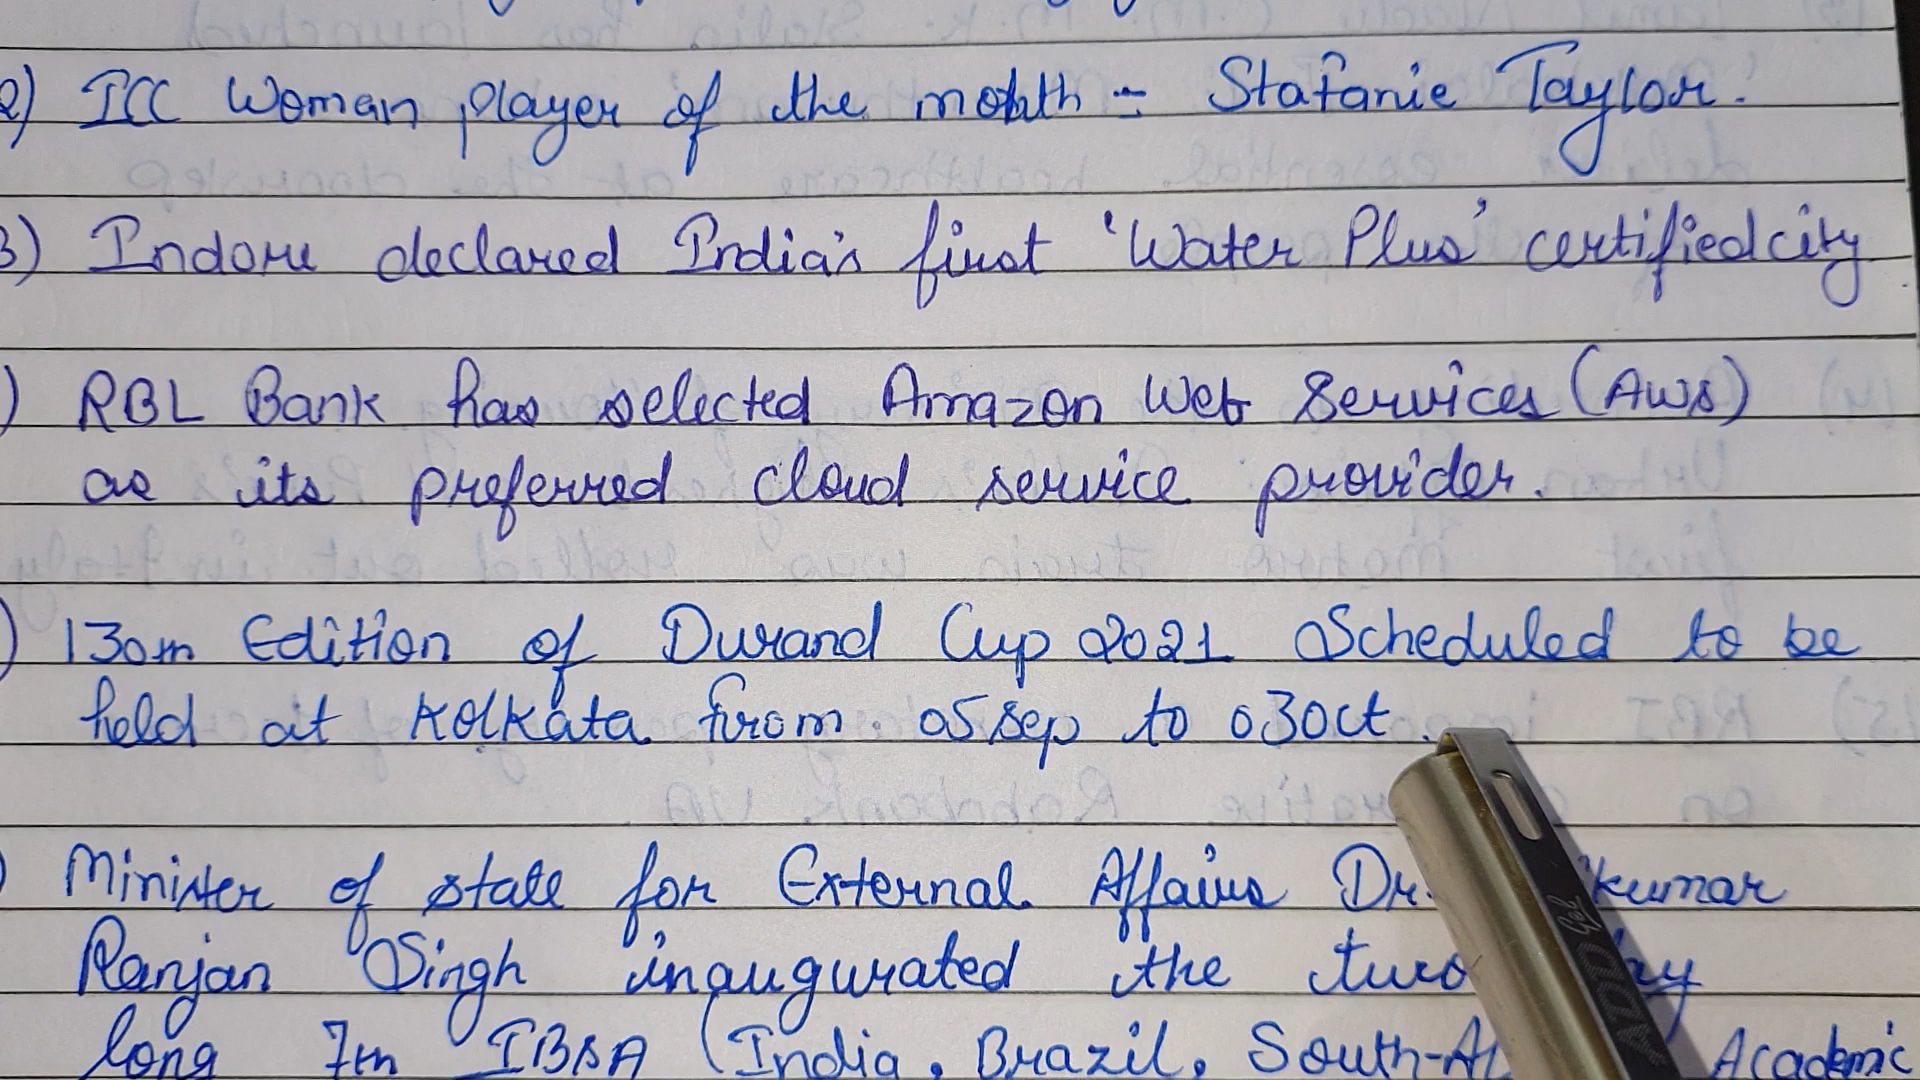 2) ICC Woman player of the month - Stafanie Taylor.
3) Indore declared India's first 'Water Plus' certified city
) RBL Bank has selected Amazon Web Services (AWS)
as its preferred cloud service provider.
) 130th Edition of Durand Cup 2021 Scheduled to be
held at Kolkata from 05 Sep to 03 Oct.
) Minister of state for External Affairs Dr. kumar
Ranjan Singh inaugurated the two
long 7th IBSA (India, Brazil, Academic
ADD Gel